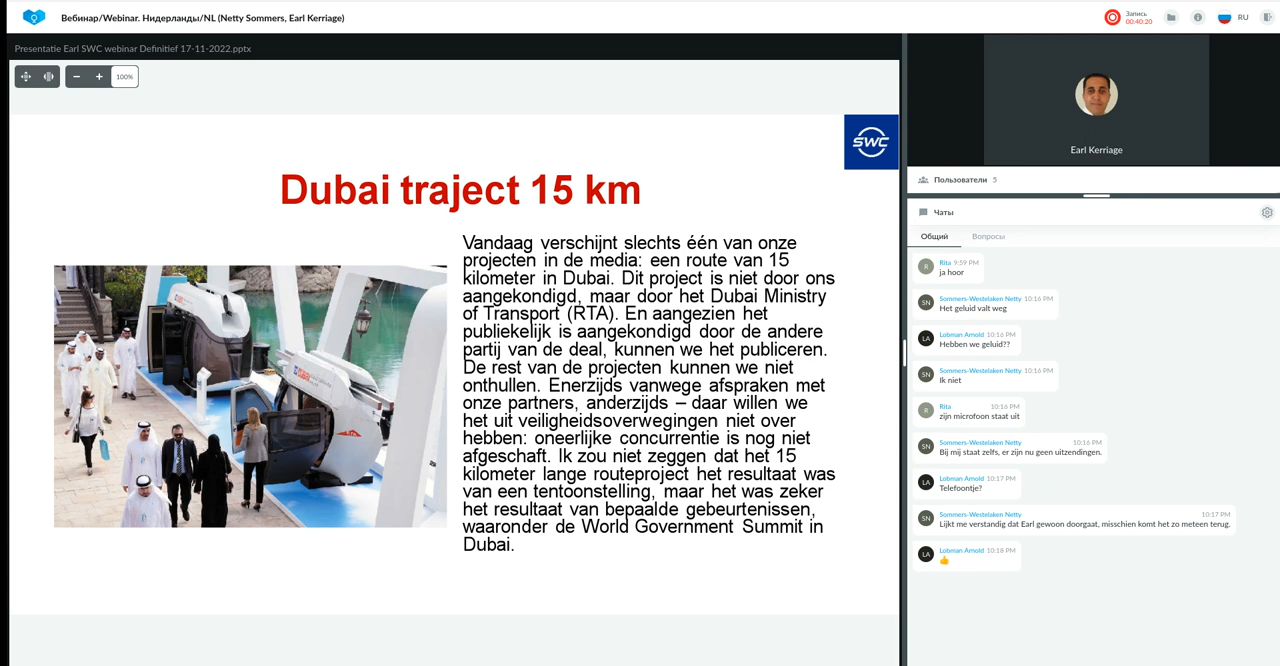 Вебинар/Webinar. Нидерланды/NL (Netty Sommers, Earl Kerriage)
Запись
00:40:20
RU
Presentatie Earl SWC webinar Definitief 17-11-2022.pptx
100%
SWC
Dubai traject 15 km
Vandaag verschijnt slechts één van onze
projecten in de media: een route van 15
kilometer in Dubai. Dit project is niet door ons
aangekondigd, maar door het Dubai Ministry
of Transport (RTA). En aangezien het
publiekelijk is aangekondigd door de andere
partij van de deal, kunnen we het publiceren.
De rest van de projecten kunnen we niet
onthullen. Enerzijds vanwege afspraken met
onze partners, anderzijds – daar willen we
het uit veiligheidsoverwegingen niet over
hebben: oneerlijke concurrentie is nog niet
afgeschaft. Ik zou niet zeggen dat het 15
kilometer lange routeproject het resultaat was
van een tentoonstelling, maar het was zeker
het resultaat van bepaalde gebeurtenissen,
waaronder de World Government Summit in
Dubai.
Earl Kerriage
Пользователи 5
Чаты
Общий Вопросы
R Rita 9:59 PM
ja hoor
SN Sommers-Westelaken Netty 10:16 PM
Het geluid valt weg
LA Lobman Arnold 10:16 PM
Hebben we geluid??
SN Sommers-Westelaken Netty 10:16 PM
Ik niet
R Rita 10:16 PM
zijn microfoon staat uit
SN Sommers-Westelaken Netty 10:16 PM
Bij mij staat zelfs, er zijn nu geen uitzendingen.
LA Lobman Arnold 10:17 PM
Telefoontje?
SN Sommers-Westelaken Netty 10:17 PM
Lijkt me verstandig dat Earl gewoon doorgaat, misschien komt het zo meteen terug.
LA Lobman Arnold 10:18 PM
👍